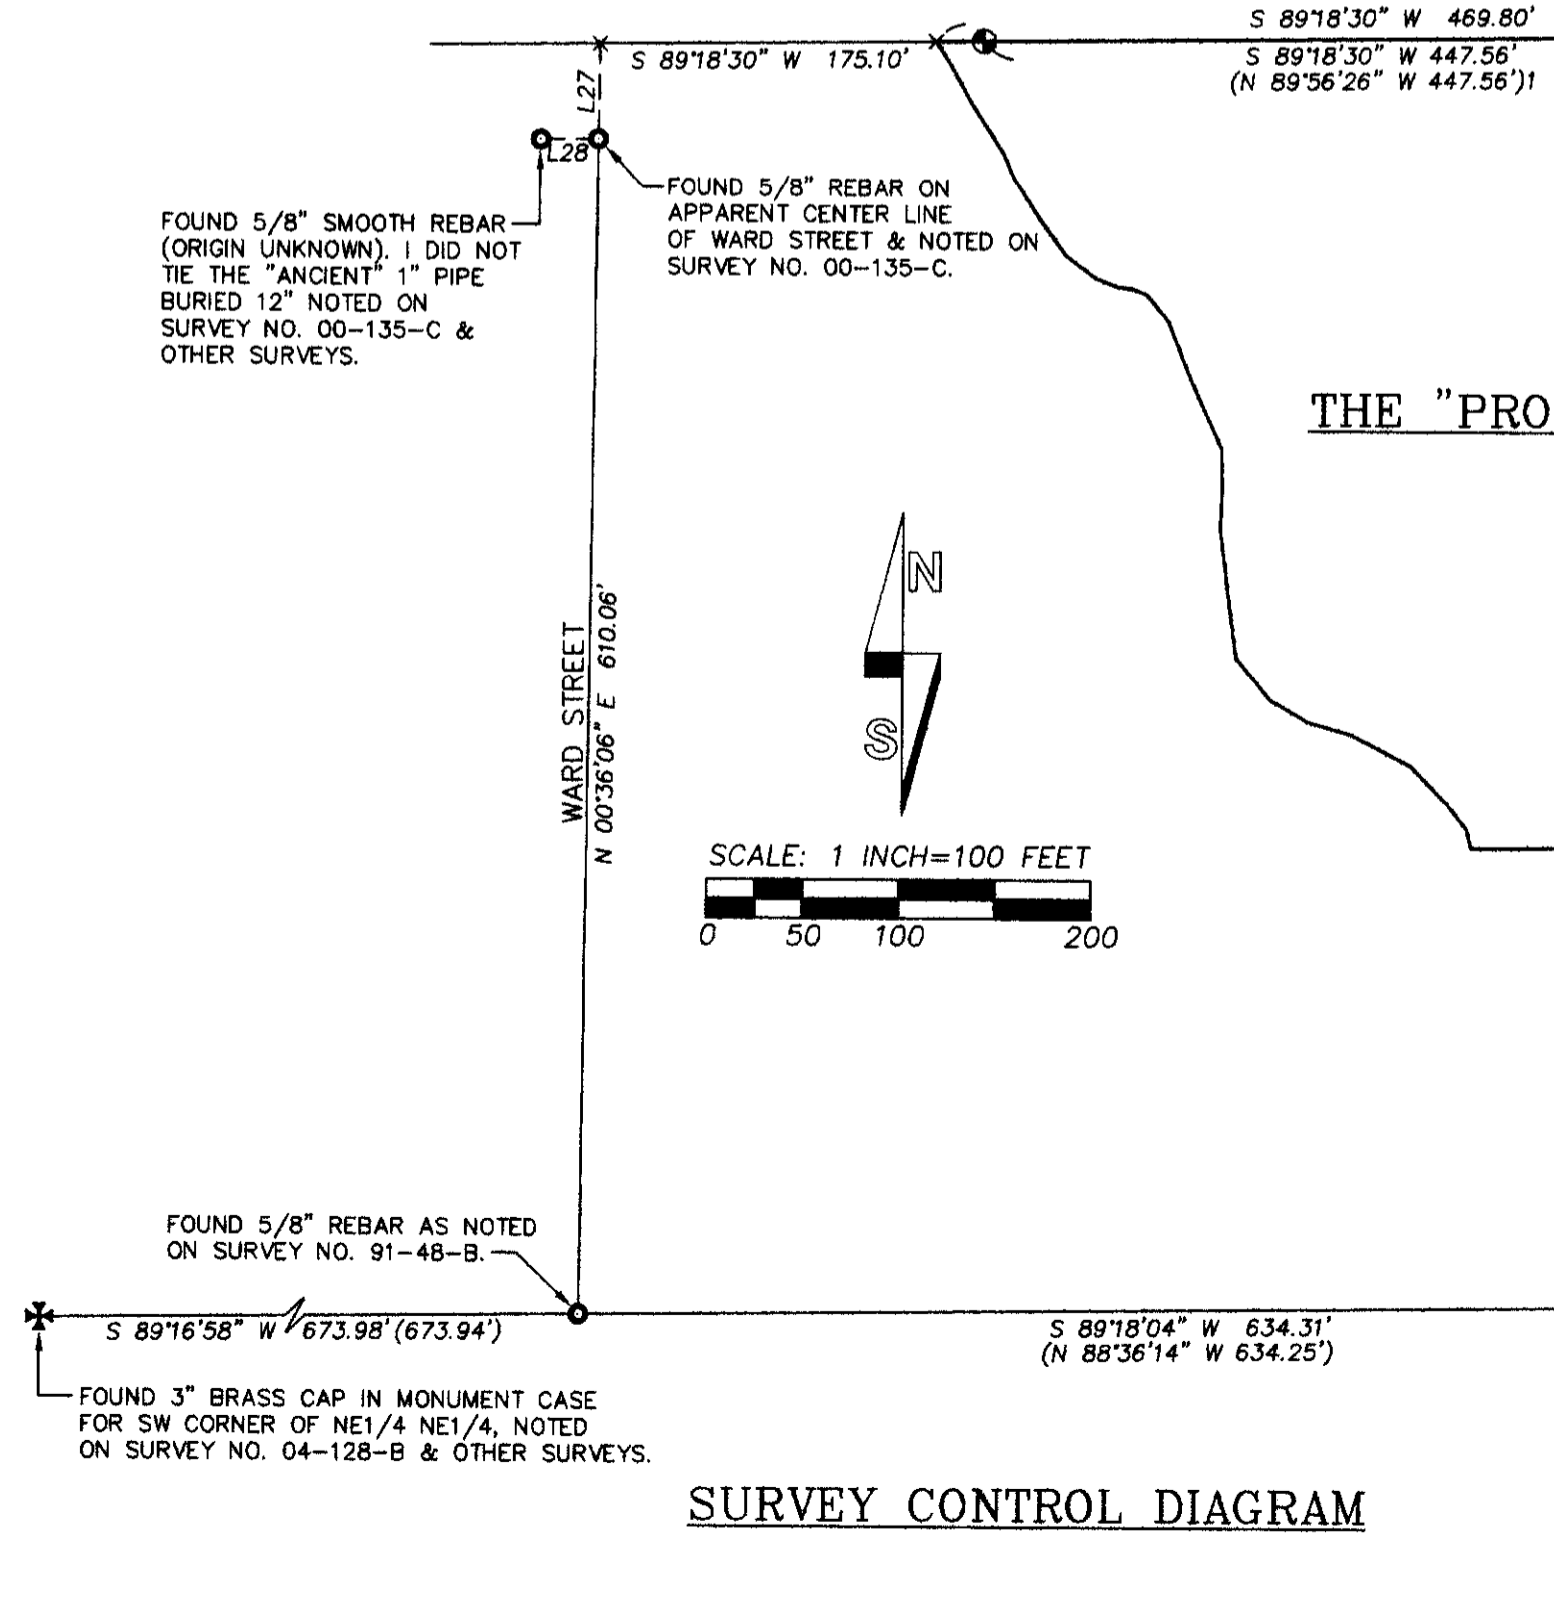 S 89°18'30" W 469.80'
S 89°18'30" W 175.10'
S 89°18'30" W 447.56'
(N 89°56'26" W 447.56')1
L27
L28
FOUND 5/8" REBAR ON
APPARENT CENTER LINE
OF WARD STREET & NOTED ON
SURVEY NO. 00-135-C.
FOUND 5/8" SMOOTH REBAR
(ORIGIN UNKNOWN). I DID NOT
TIE THE "ANCIENT" 1" PIPE
BURIED 12" NOTED ON
SURVEY NO. 00-135-C &
OTHER SURVEYS.
THE "PRO
N
S
WARD STREET
N 00°36'06" E 610.06'
SCALE: 1 INCH=100 FEET
0 50 100 200
FOUND 5/8" REBAR AS NOTED
ON SURVEY NO. 91-48-B.
S 89°16'58" W 673.98'(673.94')
S 89°18'04" W 634.31'
(N 88°36'14" W 634.25')
FOUND 3" BRASS CAP IN MONUMENT CASE
FOR SW CORNER OF NE1/4 NE1/4, NOTED
ON SURVEY NO. 04-128-B & OTHER SURVEYS.
SURVEY CONTROL DIAGRAM